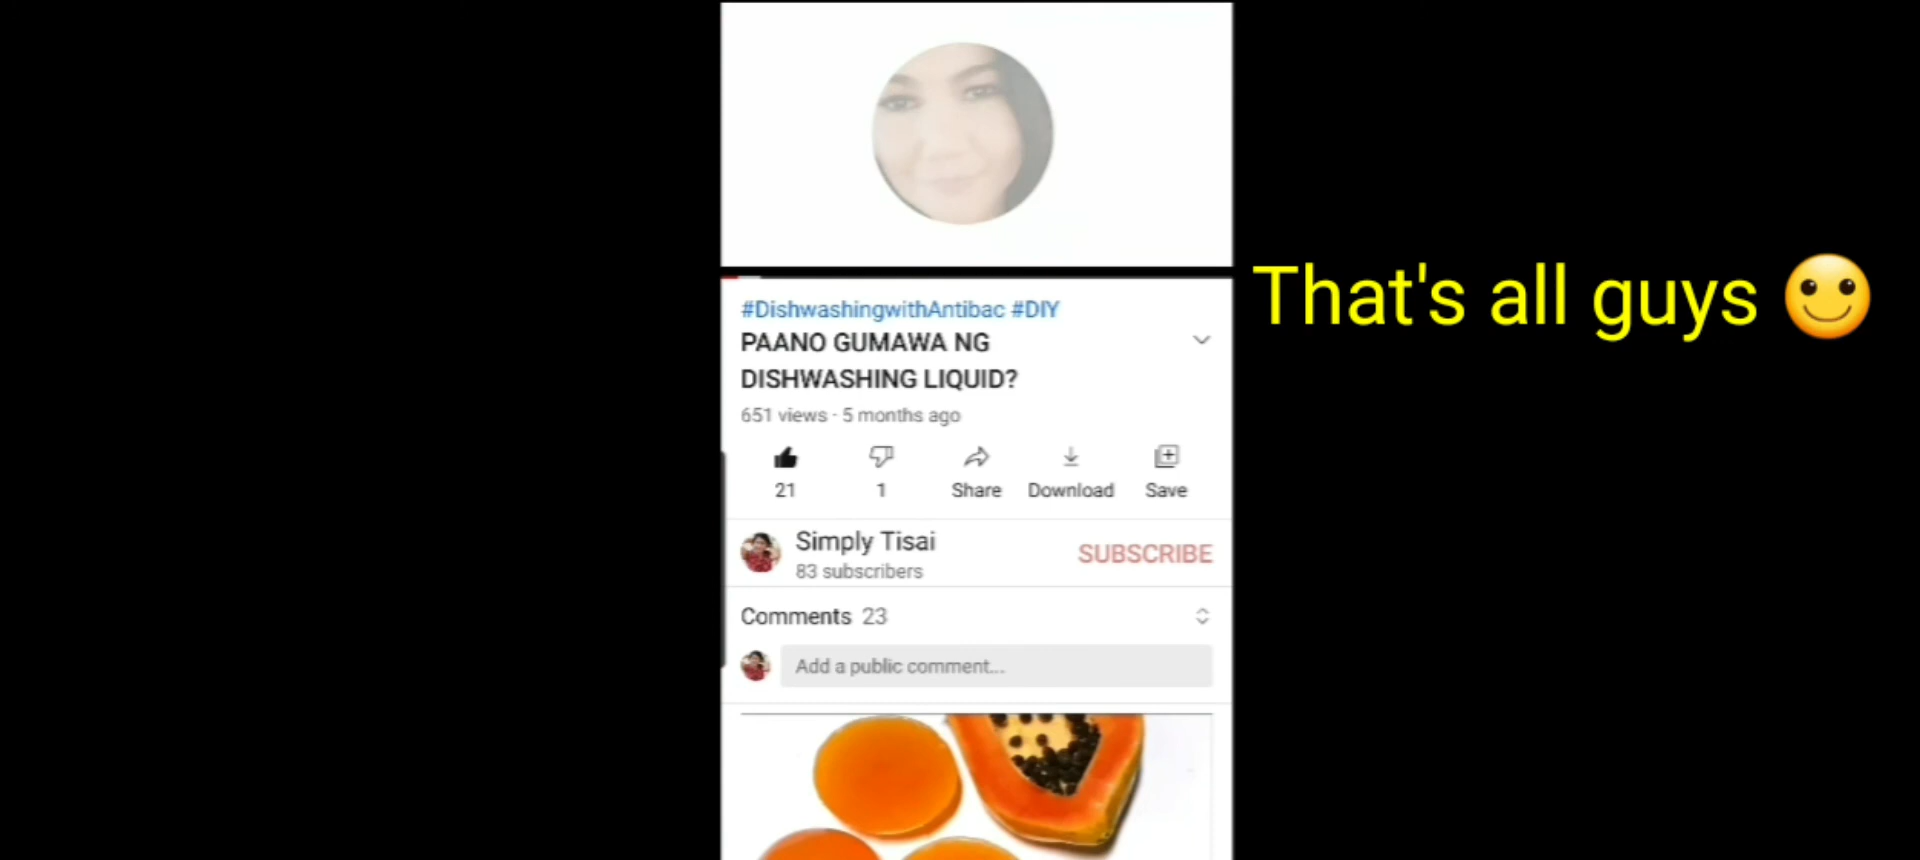 #DishwashingwithAntibac #DIY
PAANO GUMAWA NG
DISHWASHING LIQUID?
651 views · 5 months ago
21
1
Share
Download
Save
Simply Tisai
83 subscribers
SUBSCRIBE
Comments 23
Add a public comment...
That's all guys 🙂